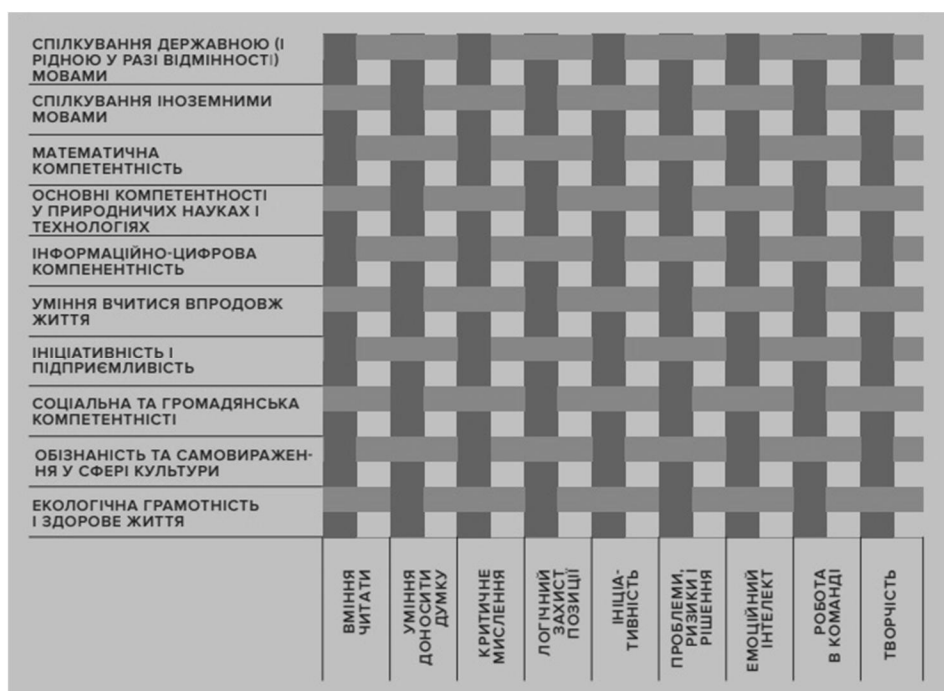 СПІЛКУВАННЯ ДЕРЖАВНОЮ (І
РІДНОЮ У РАЗІ ВІДМІННОСТІ)
МОВАМИ
СПІЛКУВАННЯ ІНОЗЕМНИМИ
МОВАМИ
МАТЕМАТИЧНА
КОМПЕТЕНТНІСТЬ
ОСНОВНІ КОМПЕТЕНТНОСТІ
У ПРИРОДНИЧИХ НАУКАХ І
ТЕХНОЛОГІЯХ
ІНФОРМАЦІЙНО-ЦИФРОВА
КОМПЕНЕНТНІСТЬ
УМІННЯ ВЧИТИСЯ ВПРОДОВЖ
ЖИТТЯ
ІНІЦІАТИВНІСТЬ І
ПІДПРИЄМЛИВІСТЬ
СОЦІАЛЬНА ТА ГРОМАДЯНСЬКА
КОМПЕТЕНТНІСТІ
ОБІЗНАНІСТЬ ТА САМОВИРАЖЕН-
НЯ У СФЕРІ КУЛЬТУРИ
ЕКОЛОГІЧНА ГРАМОТНІСТЬ
І ЗДОРОВЕ ЖИТТЯ
ВМІННЯ
ЧИТАТИ
УМІННЯ
ДОНОСИТИ
ДУМКУ
КРИТИЧНЕ
МИСЛЕННЯ
ЛОГІЧНИЙ
ЗАХИСТ
ПОЗИЦІЇ
ІНІЦІА-
ТИВНІСТЬ
ПРОБЛЕМИ,
РИЗИКИ І
РІШЕННЯ
ЕМОЦІЙНИЙ
ІНТЕЛЕКТ
РОБОТА
В КОМАНДІ
ТВОРЧІСТЬ